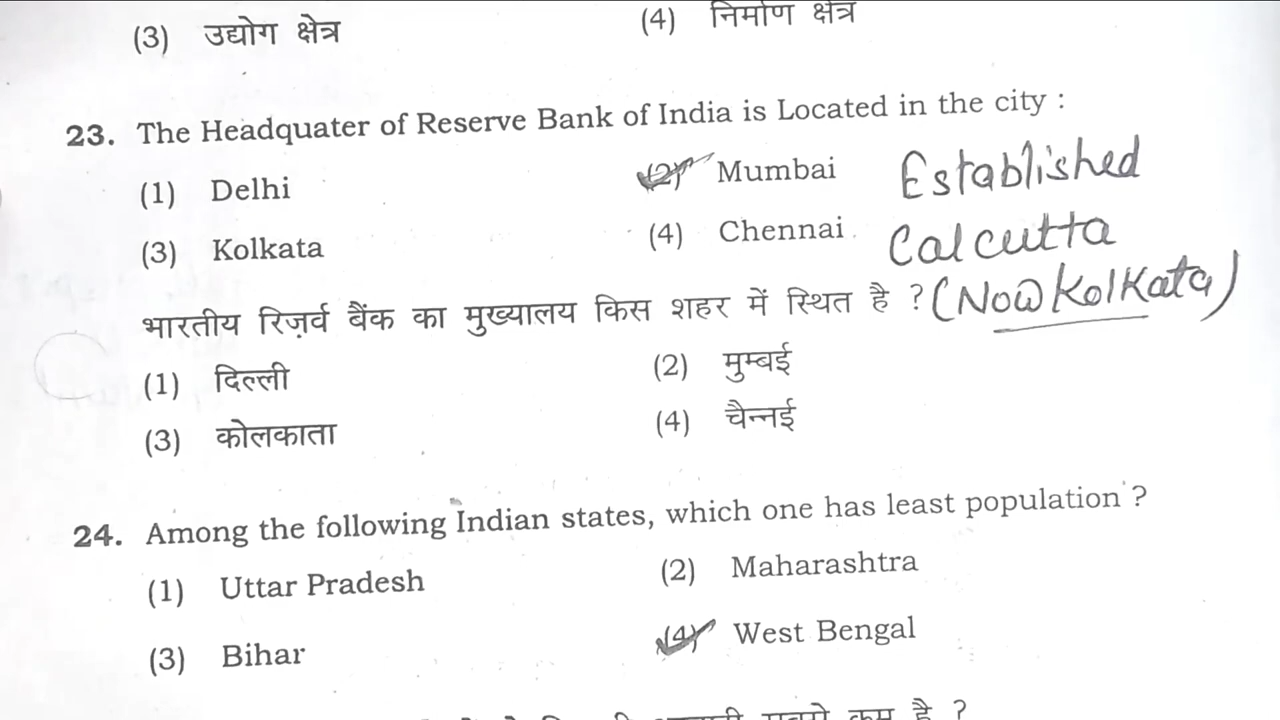 (3) उद्योग क्षेत्र (4) निर्माण क्षेत्र
23. The Headquater of Reserve Bank of India is Located in the city :
(1) Delhi (2) Mumbai
Established
(3) Kolkata (4) Chennai
Calcutta
(Now Kolkata)
भारतीय रिज़र्व बैंक का मुख्यालय किस शहर में स्थित है ?
(1) दिल्ली (2) मुम्बई
(3) कोलकाता (4) चैन्नई
24. Among the following Indian states, which one has least population ?
(1) Uttar Pradesh (2) Maharashtra
(3) Bihar (4) West Bengal
कम है ?